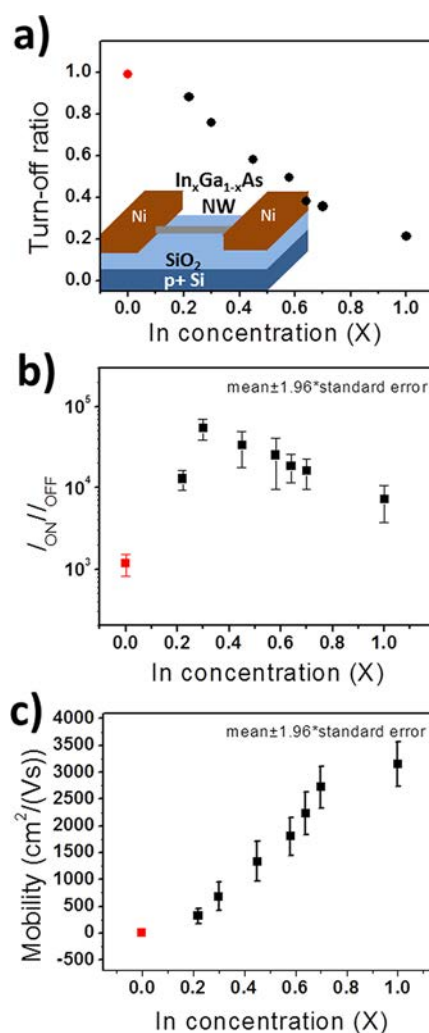 a)
1.0
0.8
0.6
0.4
0.2
0.0
Turn-off ratio
InxGa1-xAs
NW
Ni
Ni
SiO2
p+ Si
0.0 0.2 0.4 0.6 0.8 1.0
In concentration (X)
b)
mean±1.96*standard error
10^5
10^4
10^3
ION/IOFF
0.0 0.2 0.4 0.6 0.8 1.0
In concentration (X)
c)
mean±1.96*standard error
4000
3500
3000
2500
2000
1500
1000
500
0
-500
Mobility (cm²/(Vs))
0.0 0.2 0.4 0.6 0.8 1.0
In concentration (X)